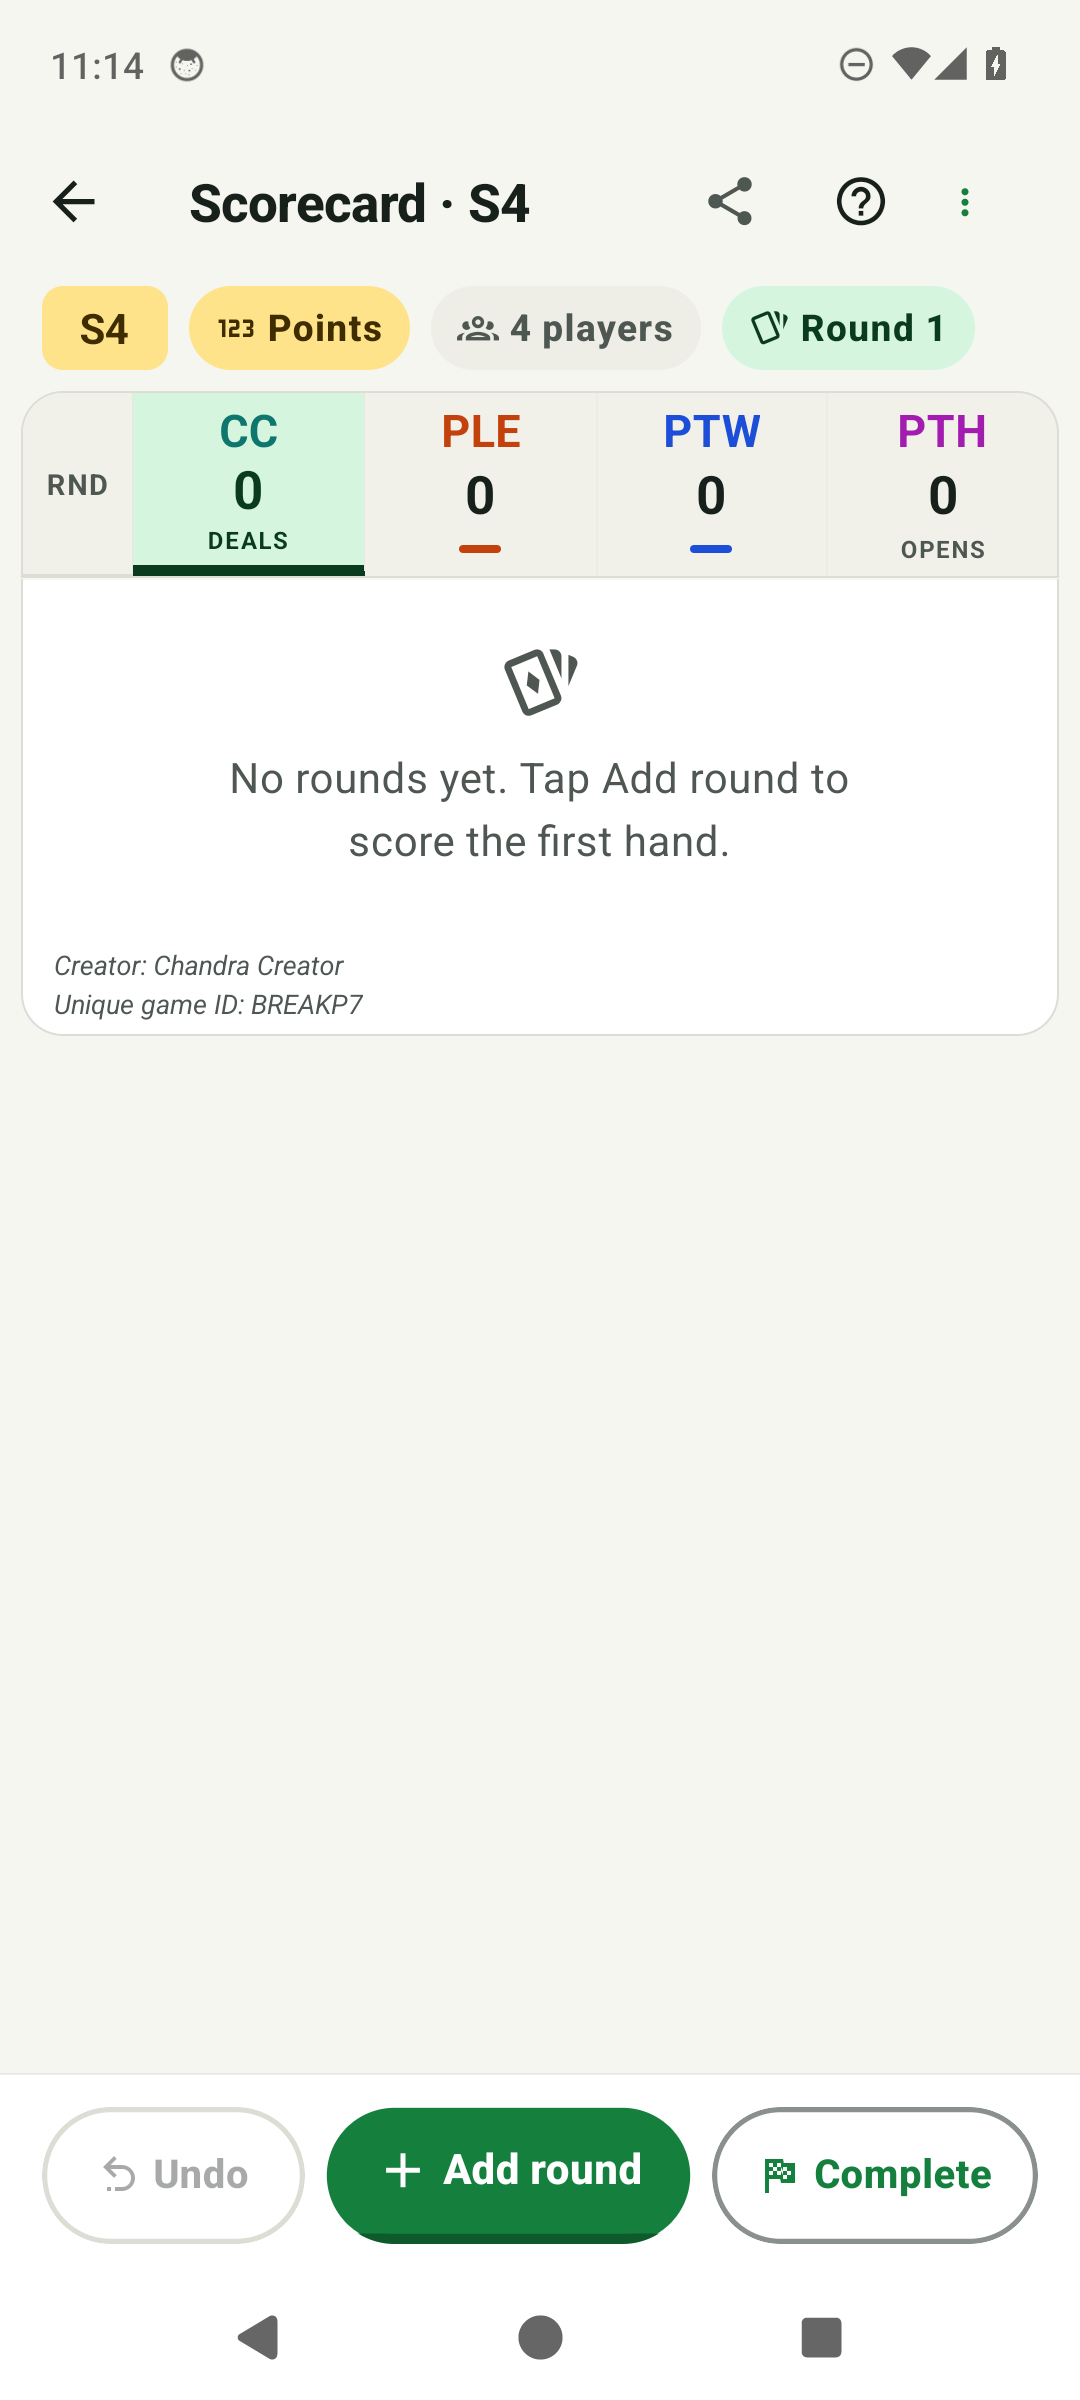 11:14
Scorecard · S4
S4
123 Points
4 players
Round 1
RND
CC
0
DEALS
PLE
0
PTW
0
PTH
0
OPENS
No rounds yet. Tap Add round to
score the first hand.
Creator: Chandra Creator
Unique game ID: BREAKP7
Undo
+ Add round
Complete